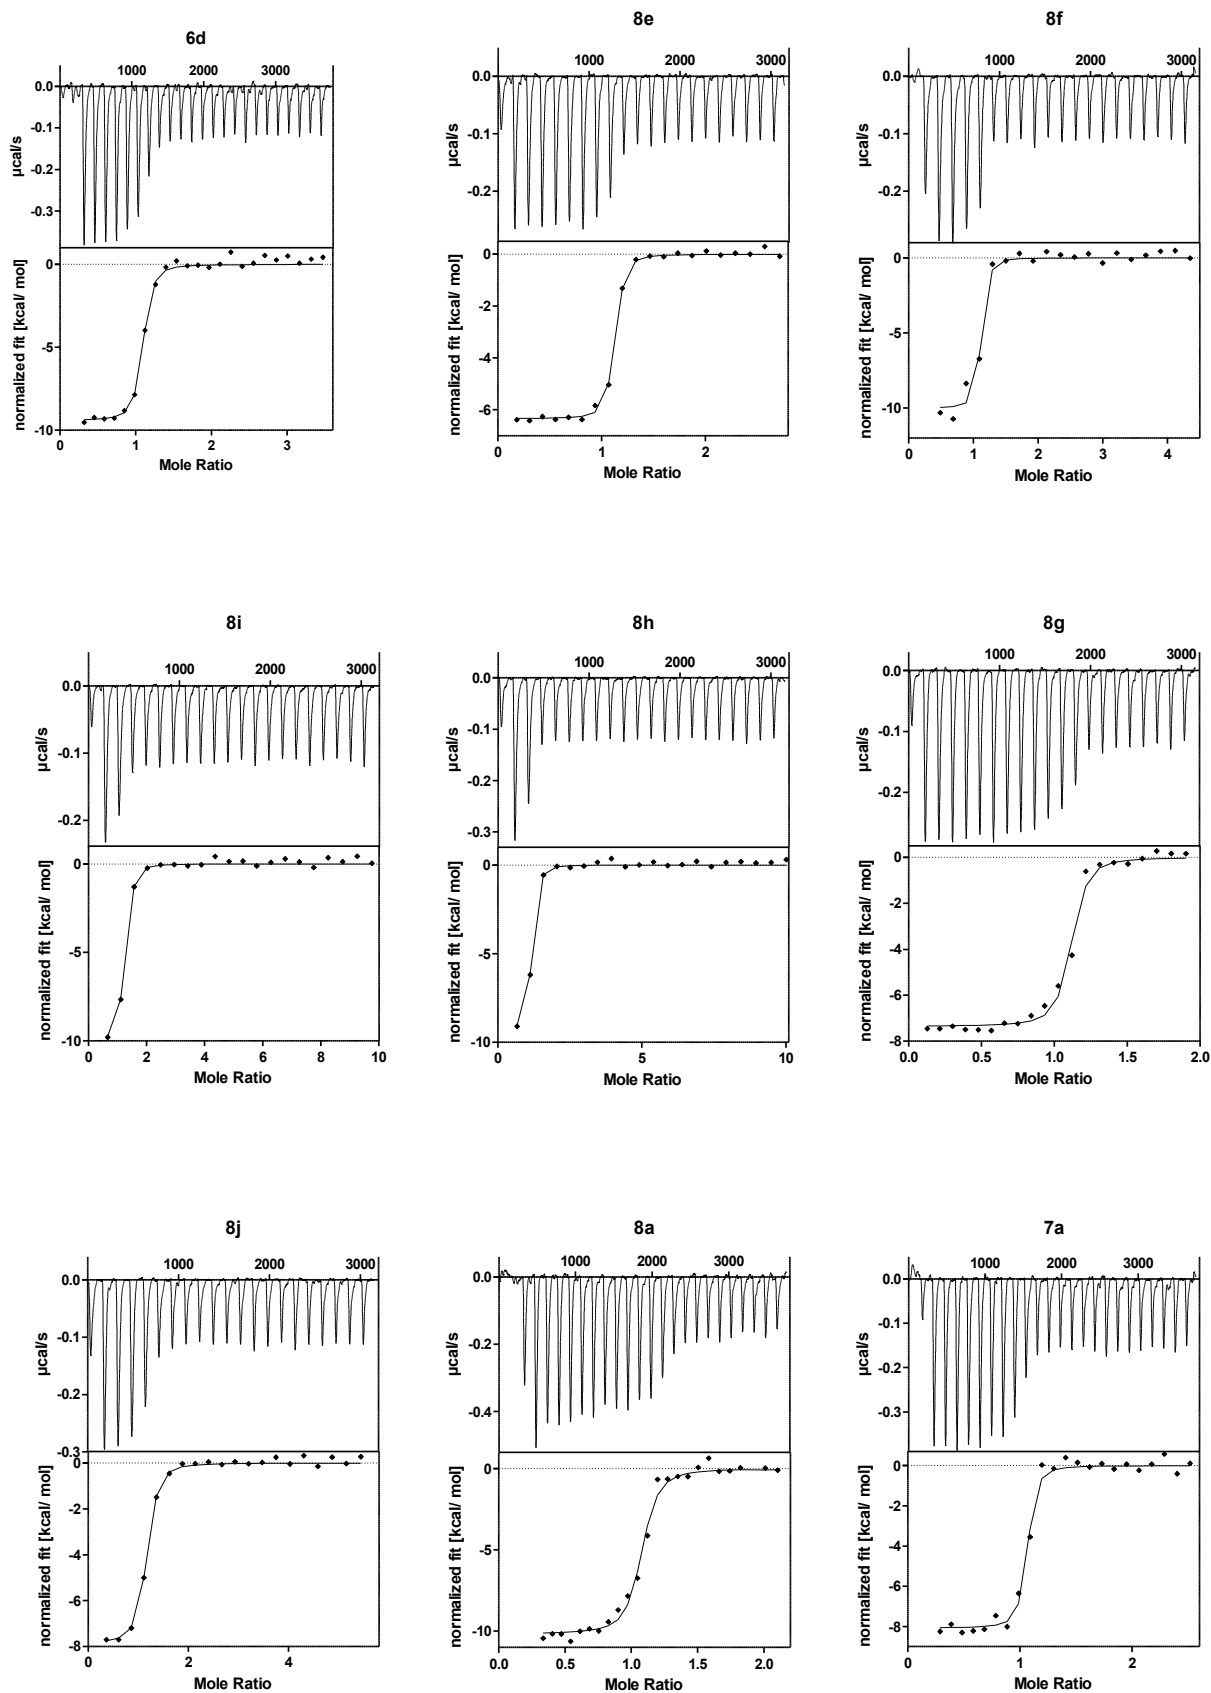 6d
1000 2000 3000
0.0
-0.1
-0.2
-0.3
µcal/s
0
-5
-10
normalized fit [kcal/ mol]
0 1 2 3
Mole Ratio
8e
1000 2000 3000
0.0
-0.1
-0.2
µcal/s
0
-2
-4
-6
normalized fit [kcal/ mol]
0 1 2
Mole Ratio
8f
1000 2000 3000
0.0
-0.1
-0.2
µcal/s
0
-5
-10
normalized fit [kcal/ mol]
0 1 2 3 4
Mole Ratio
8i
1000 2000 3000
0.0
-0.1
-0.2
µcal/s
0
-5
-10
normalized fit [kcal/ mol]
0 2 4 6 8 10
Mole Ratio
8h
1000 2000 3000
0.0
-0.1
-0.2
-0.3
µcal/s
0
-5
-10
normalized fit [kcal/ mol]
0 5 10
Mole Ratio
8g
1000 2000 3000
0.0
-0.1
-0.2
µcal/s
0
-2
-4
-6
-8
normalized fit [kcal/ mol]
0.0 0.5 1.0 1.5 2.0
Mole Ratio
8j
1000 2000 3000
0.0
-0.1
-0.2
-0.3
µcal/s
0
-2
-4
-6
-8
normalized fit [kcal/ mol]
0 2 4
Mole Ratio
8a
1000 2000 3000
0.0
-0.2
-0.4
µcal/s
0
-5
-10
normalized fit [kcal/ mol]
0.0 0.5 1.0 1.5 2.0
Mole Ratio
7a
1000 2000 3000
0.0
-0.1
-0.2
-0.3
µcal/s
0
-2
-4
-6
-8
normalized fit [kcal/ mol]
0 1 2
Mole Ratio